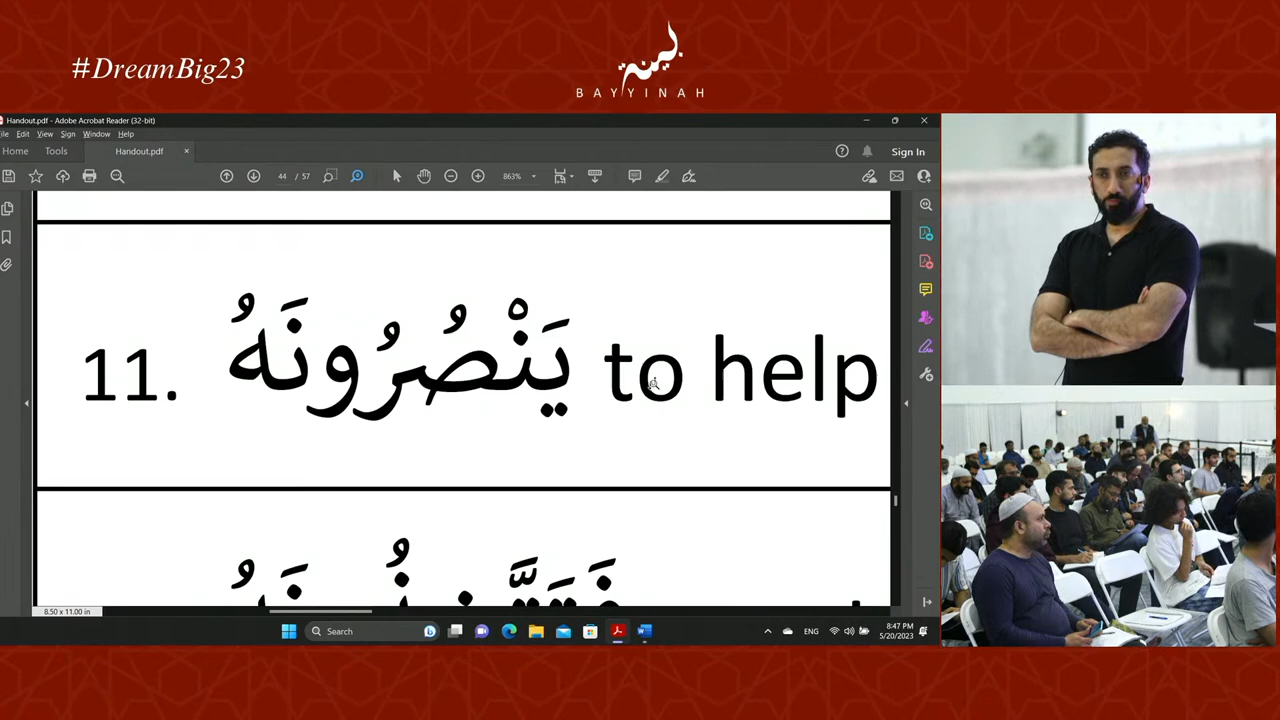 #DreamBig23
بينة
BAYYINAH
Handout.pdf - Adobe Acrobat Reader (32-bit)
ile Edit View Sign Window Help
Home Tools Handout.pdf × Sign In
44 / 57 863%
11. يَنْصُرُونَهُ to help
8.50 x 11.00 in
Search
ENG
8:47 PM
5/20/2023